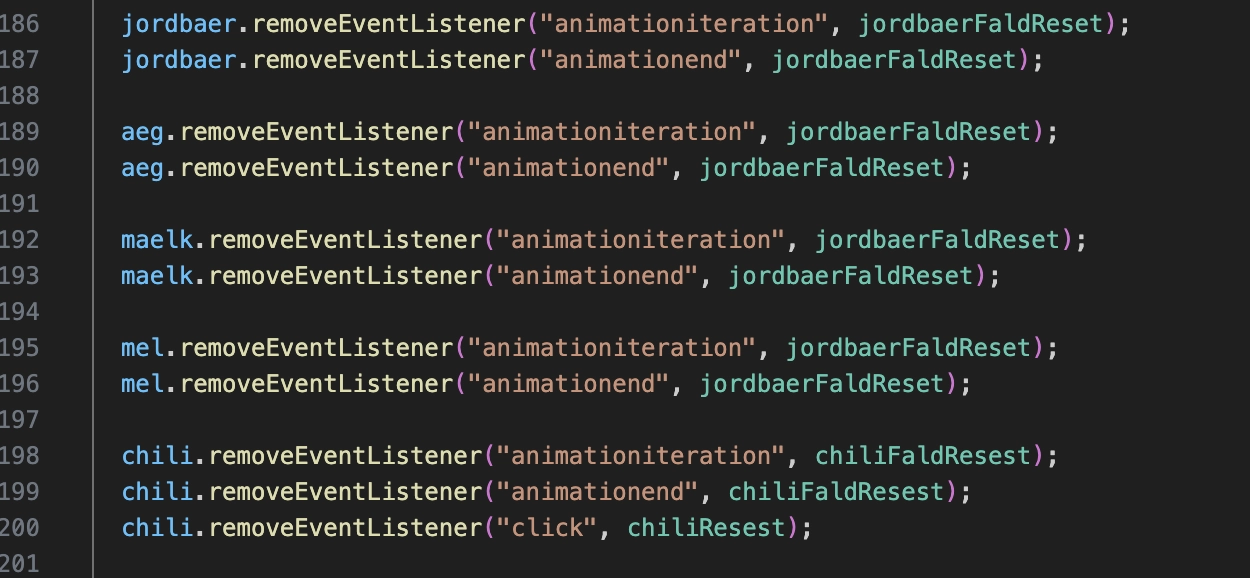 186 jordbaer.removeEventListener("animationiteration", jordbaerFaldReset);
187 jordbaer.removeEventListener("animationend", jordbaerFaldReset);
188
189 aeg.removeEventListener("animationiteration", jordbaerFaldReset);
190 aeg.removeEventListener("animationend", jordbaerFaldReset);
191
192 maelk.removeEventListener("animationiteration", jordbaerFaldReset);
193 maelk.removeEventListener("animationend", jordbaerFaldReset);
194
195 mel.removeEventListener("animationiteration", jordbaerFaldReset);
196 mel.removeEventListener("animationend", jordbaerFaldReset);
197
198 chili.removeEventListener("animationiteration", chiliFaldResest);
199 chili.removeEventListener("animationend", chiliFaldResest);
200 chili.removeEventListener("click", chiliResest);
201